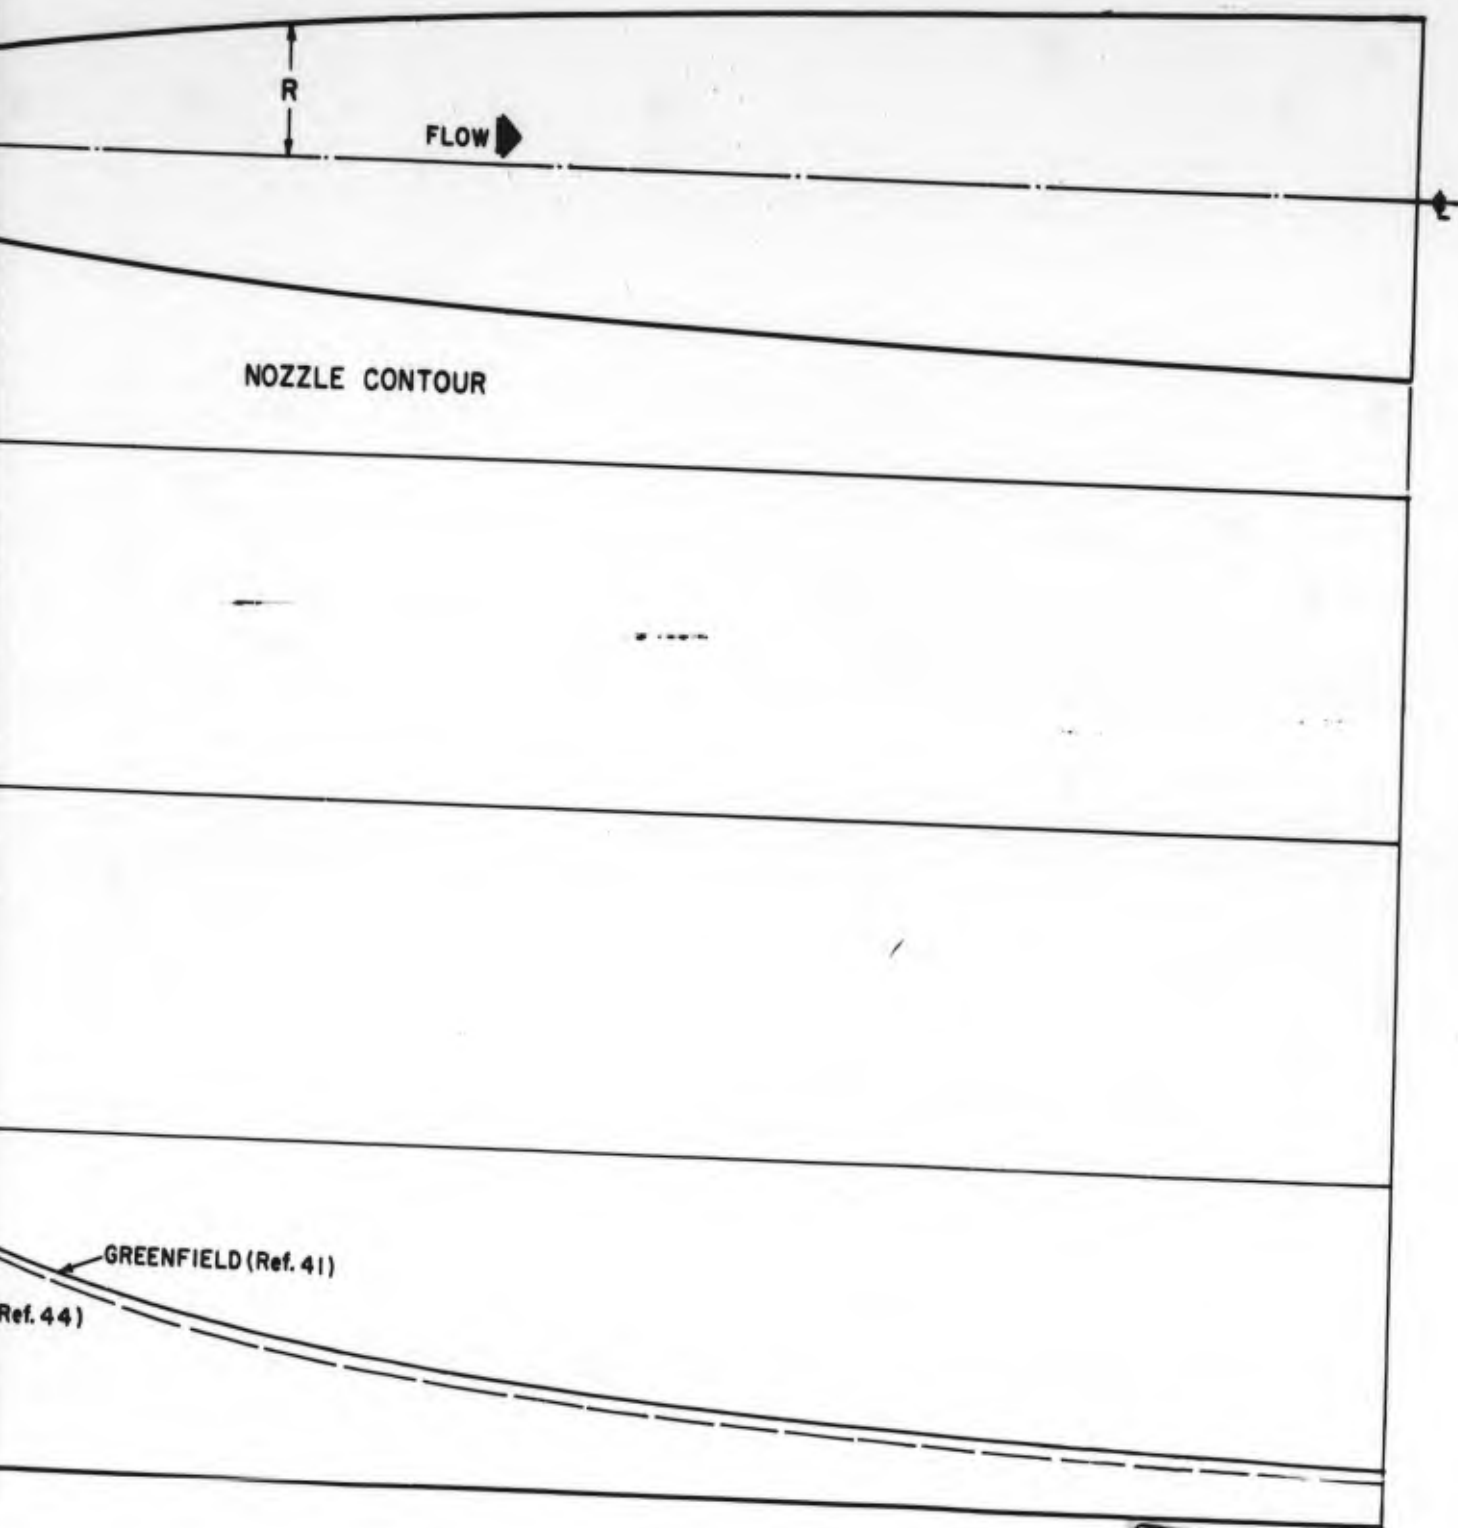 R
FLOW
℄
NOZZLE CONTOUR
GREENFIELD (Ref. 41)
Ref. 44)